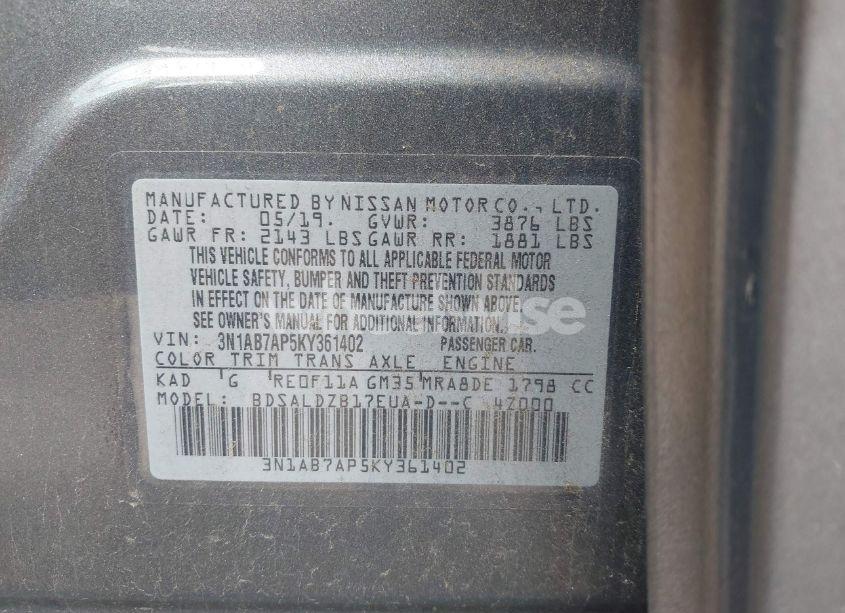 MANUFACTURED BY NISSAN MOTOR CO., LTD.
DATE: 05/19. GVWR: 3876 LBS
GAWR FR: 2143 LBS GAWR RR: 1881 LBS
THIS VEHICLE CONFORMS TO ALL APPLICABLE FEDERAL MOTOR
VEHICLE SAFETY, BUMPER AND THEFT PREVENTION STANDARDS
IN EFFECT ON THE DATE OF MANUFACTURE SHOWN ABOVE.
SEE OWNER'S MANUAL FOR ADDITIONAL INFORMATION.
VIN: 3N1AB7AP5KY361402 PASSENGER CAR.
COLOR TRIM TRANS AXLE ENGINE
KAD G RE0F11A GM35 MRA8DE 1798 CC
MODEL: BDSALDZB17EUA-D--C 4Z000
3N1AB7AP5KY361402